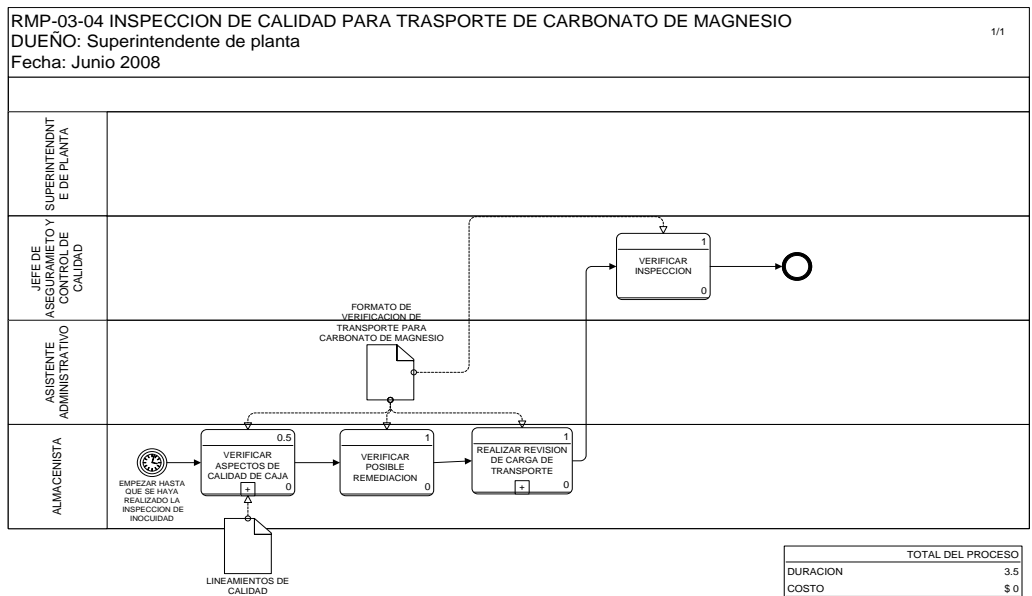 RMP-03-04 INSPECCION DE CALIDAD PARA TRASPORTE DE CARBONATO DE MAGNESIO
DUEÑO: Superintendente de planta
Fecha: Junio 2008
1/1
SUPERINTENDNT
E DE PLANTA
JEFE DE
ASEGURAMIETO Y
CONTROL DE
CALIDAD
1
VERIFICAR
INSPECCION
0
ASISTENTE
ADMINISTRATIVO
FORMATO DE
VERIFICACION DE
TRANSPORTE PARA
CARBONATO DE MAGNESIO
ALMACENISTA
EMPEZAR HASTA
QUE SE HAYA
REALIZADO LA
INSPECCION DE
INOCUIDAD
0.5
VERIFICAR
ASPECTOS DE
CALIDAD DE CAJA
+
0
1
VERIFICAR
POSIBLE
REMEDIACION
0
1
REALIZAR REVISION
DE CARGA DE
TRANSPORTE
+
0
LINEAMIENTOS DE
CALIDAD
TOTAL DEL PROCESO
DURACION 3.5
COSTO $ 0